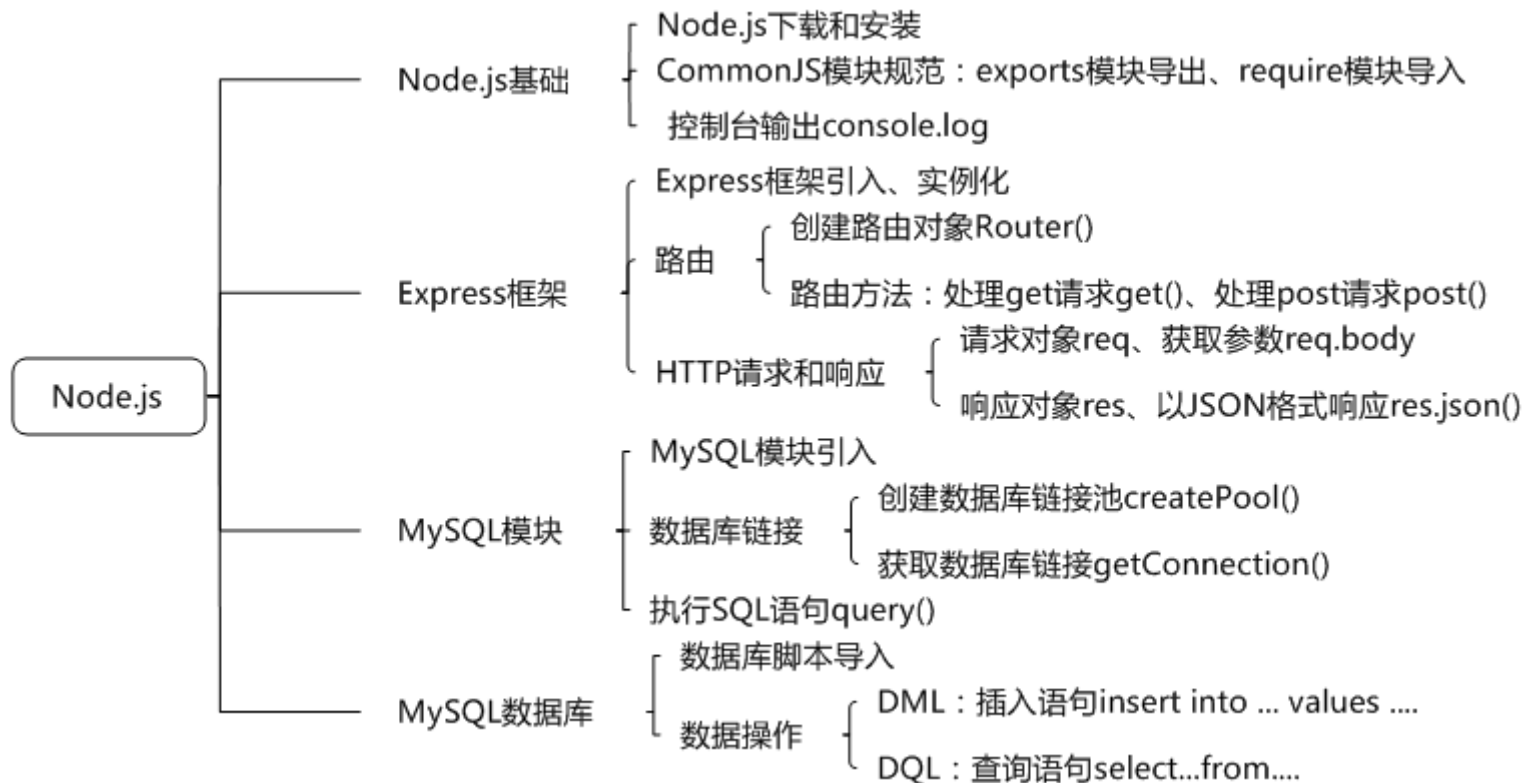 Node.js
Node.js基础
Node.js下载和安装
CommonJS模块规范：exports模块导出、require模块导入
控制台输出console.log
Express框架
Express框架引入、实例化
路由
创建路由对象Router()
路由方法：处理get请求get()、处理post请求post()
HTTP请求和响应
请求对象req、获取参数req.body
响应对象res、以JSON格式响应res.json()
MySQL模块
MySQL模块引入
数据库链接
创建数据库链接池createPool()
获取数据库链接getConnection()
执行SQL语句query()
MySQL数据库
数据库脚本导入
数据操作
DML：插入语句insert into ... values ....
DQL：查询语句select...from....